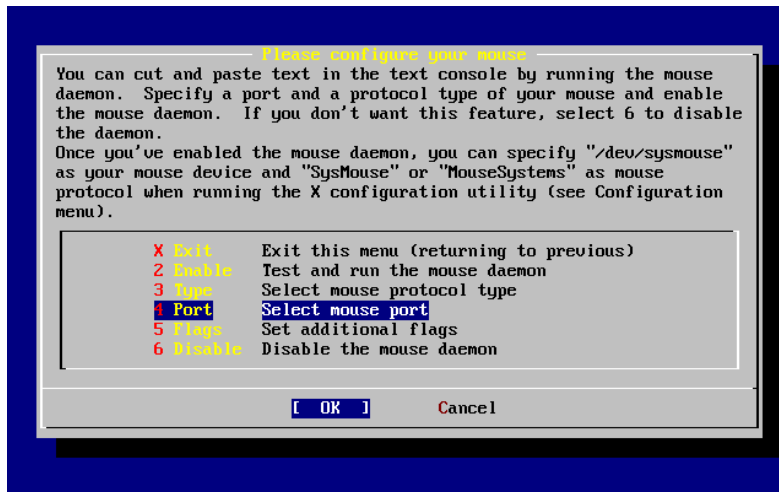 Please configure your mouse
You can cut and paste text in the text console by running the mouse
daemon.  Specify a port and a protocol type of your mouse and enable
the mouse daemon.  If you don't want this feature, select 6 to disable
the daemon.
Once you've enabled the mouse daemon, you can specify "/dev/sysmouse"
as your mouse device and "SysMouse" or "MouseSystems" as mouse
protocol when running the X configuration utility (see Configuration
menu).
X Exit     Exit this menu (returning to previous)
2 Enable   Test and run the mouse daemon
3 Type     Select mouse protocol type
4 Port     Select mouse port
5 Flags    Set additional flags
6 Disable  Disable the mouse daemon
[  OK  ]     Cancel